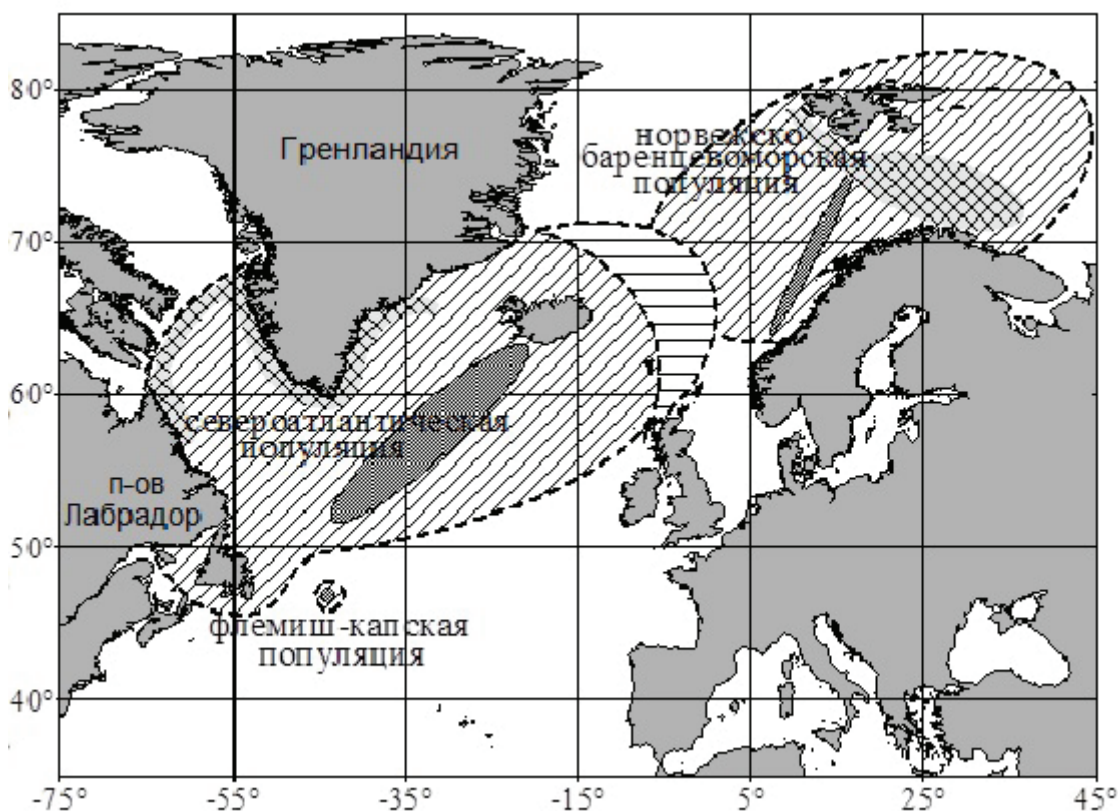 80°
Гренландия
норвежско
баренцевоморская
популяция
70°
60°
североатлантическая
популяция
п-ов
Лабрадор
50°
флемиш-капская
популяция
40°
-75° -55° -35° -15° 5° 25° 45°